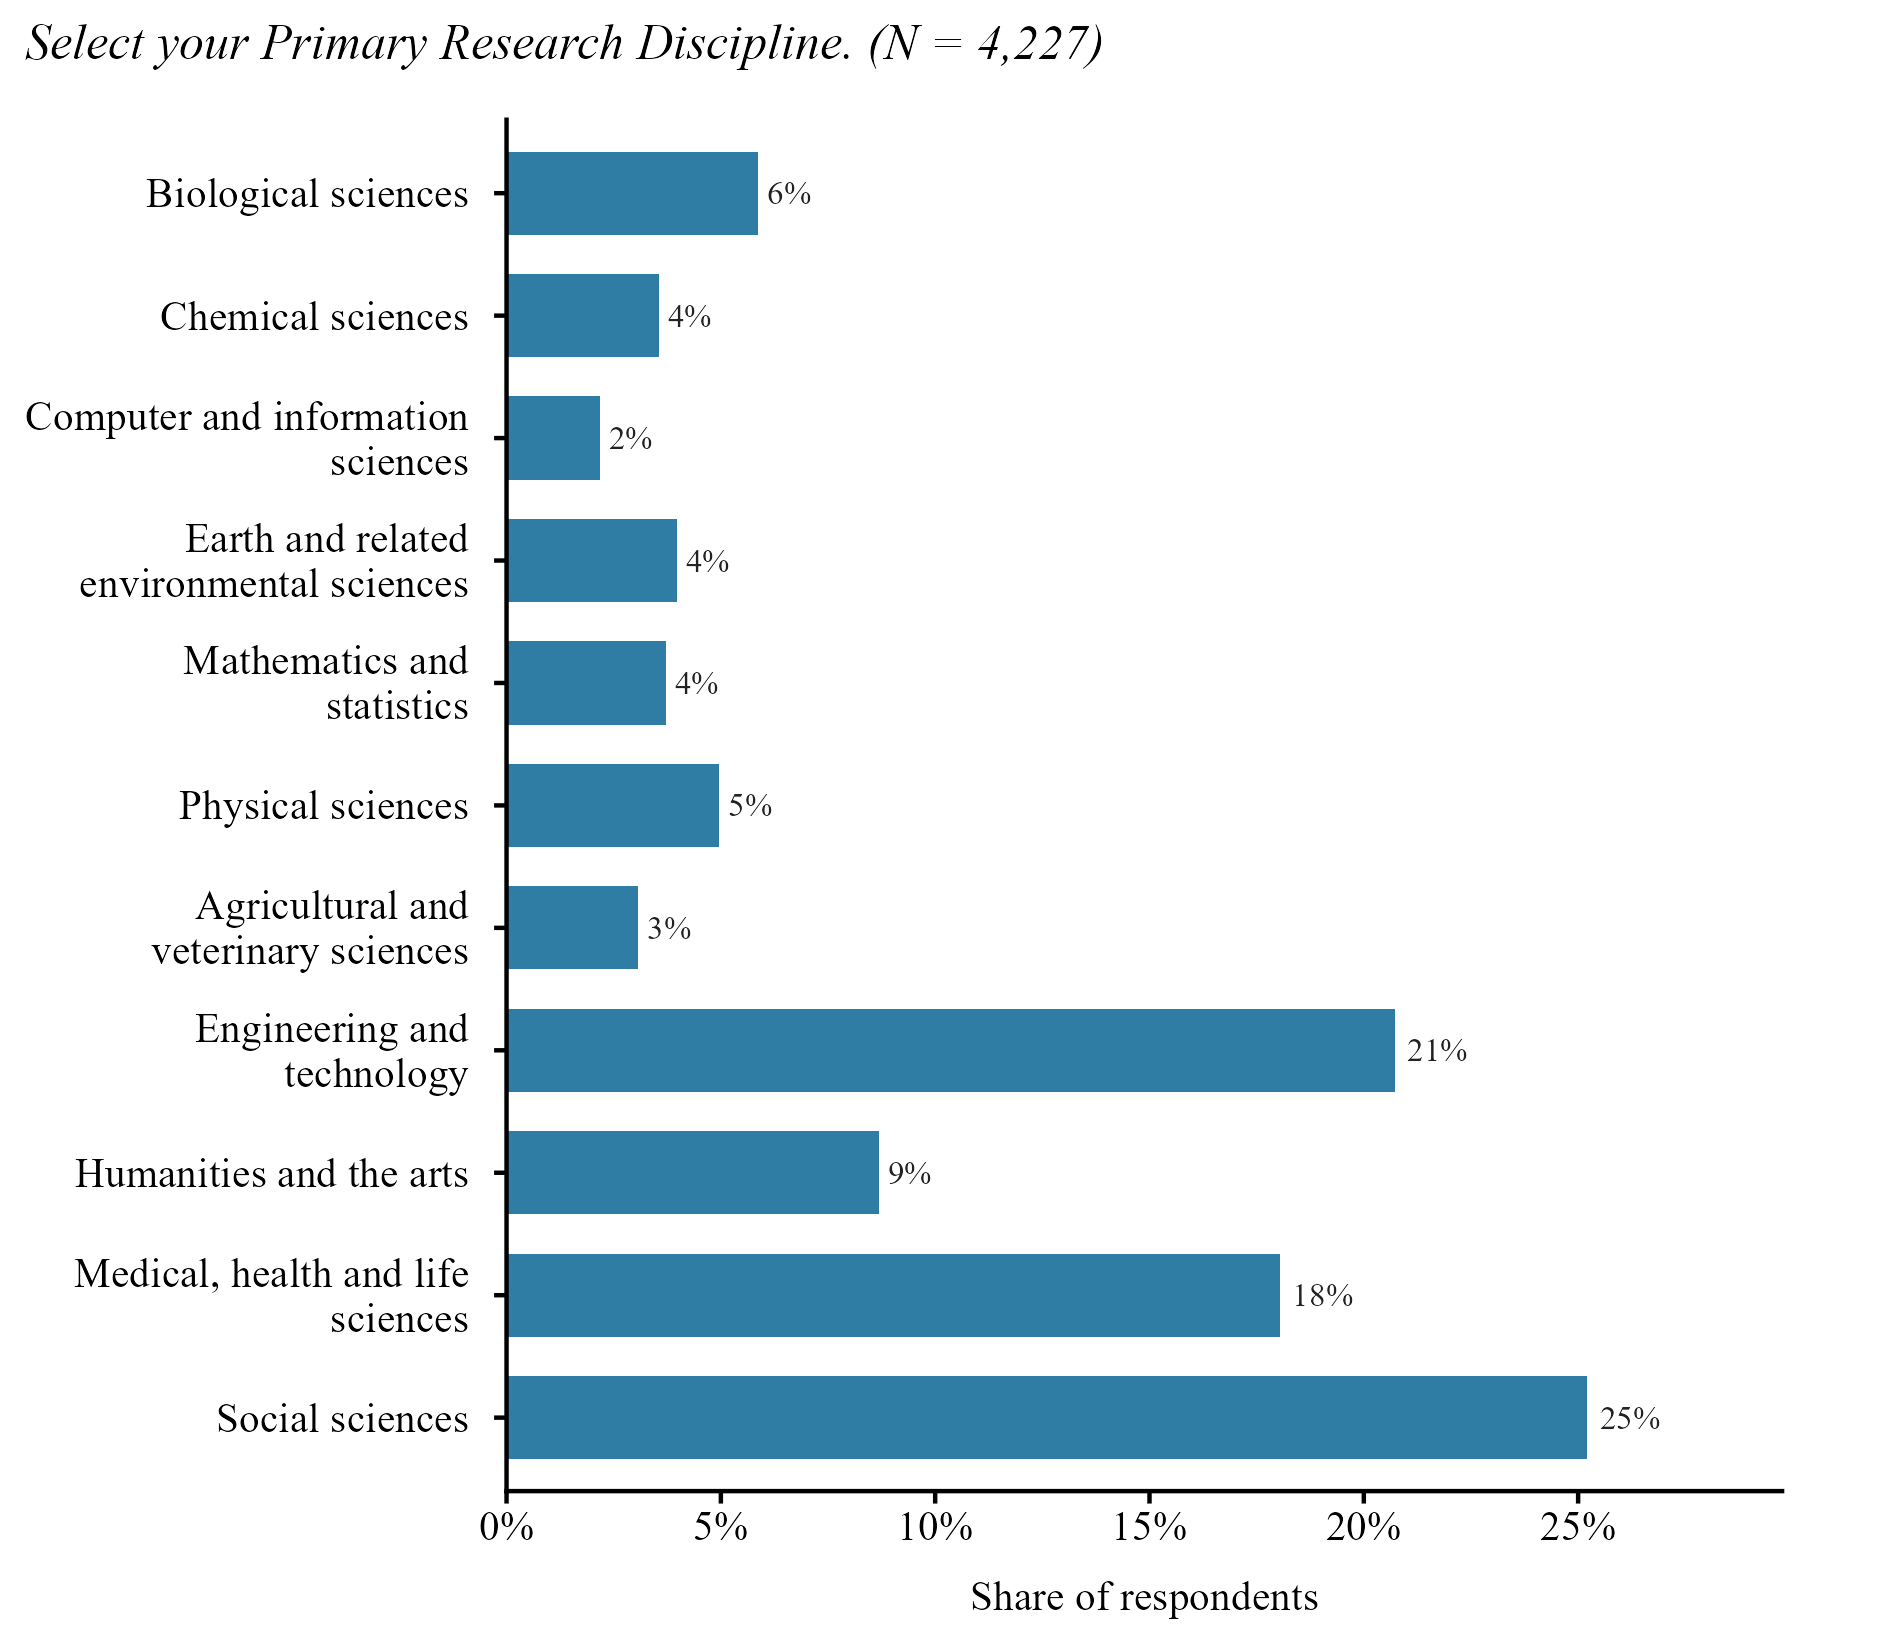 Select your Primary Research Discipline. (N = 4,227)
Biological sciences
6%
Chemical sciences
4%
Computer and information
sciences
2%
Earth and related
environmental sciences
4%
Mathematics and
statistics
4%
Physical sciences
5%
Agricultural and
veterinary sciences
3%
Engineering and
technology
21%
Humanities and the arts
9%
Medical, health and life
sciences
18%
Social sciences
25%
0% 5% 10% 15% 20% 25%
Share of respondents